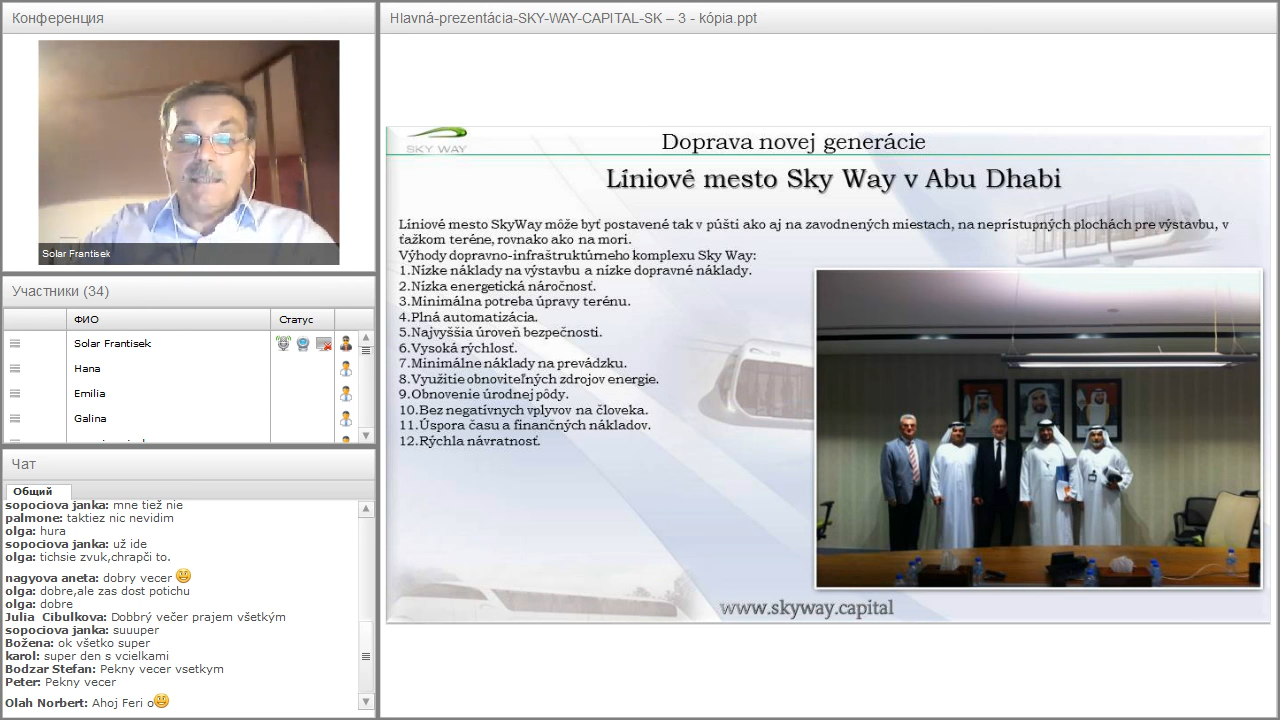 Конференция
Solar Frantisek
Участники (34)
ФИО
Статус
Solar Frantisek
Hana
Emilia
Galina
Чат
Общий
sopociova janka: mne tiež nie
palmone: taktiez nic nevidim
olga: hura
sopociova janka: už ide
olga: tichsie zvuk,chrapči to.
nagyova aneta: dobry vecer
olga: dobre,ale zas dost potichu
olga: dobre
Julia Cibulkova: Dobbrý večer prajem všetkým
sopociova janka: suuuper
Božena: ok všetko super
karol: super den s vcielkami
Bodzar Stefan: Pekny vecer vsetkym
Peter: Pekny vecer
Olah Norbert: Ahoj Feri o
Hlavná-prezentácia-SKY-WAY-CAPITAL-SK – 3 - kópia.ppt
SKY WAY
Doprava novej generácie
Líniové mesto Sky Way v Abu Dhabi
Líniové mesto SkyWay môže byť postavené tak v púšti ako aj na zavodnených miestach, na neprístupných plochách pre výstavbu, v
ťažkom teréne, rovnako ako na mori.
Výhody dopravno-infraštruktúrneho komplexu Sky Way:
1.Nízke náklady na výstavbu a nízke dopravné náklady.
2.Nízka energetická náročnosť.
3.Minimálna potreba úpravy terénu.
4.Plná automatizácia.
5.Najvyššia úroveň bezpečnosti.
6.Vysoká rýchlosť.
7.Minimálne náklady na prevádzku.
8.Využitie obnoviteľných zdrojov energie.
9.Obnovenie úrodnej pôdy.
10.Bez negatívnych vplyvov na človeka.
11.Úspora času a finančných nákladov.
12.Rýchla návratnosť.
www.skyway.capital